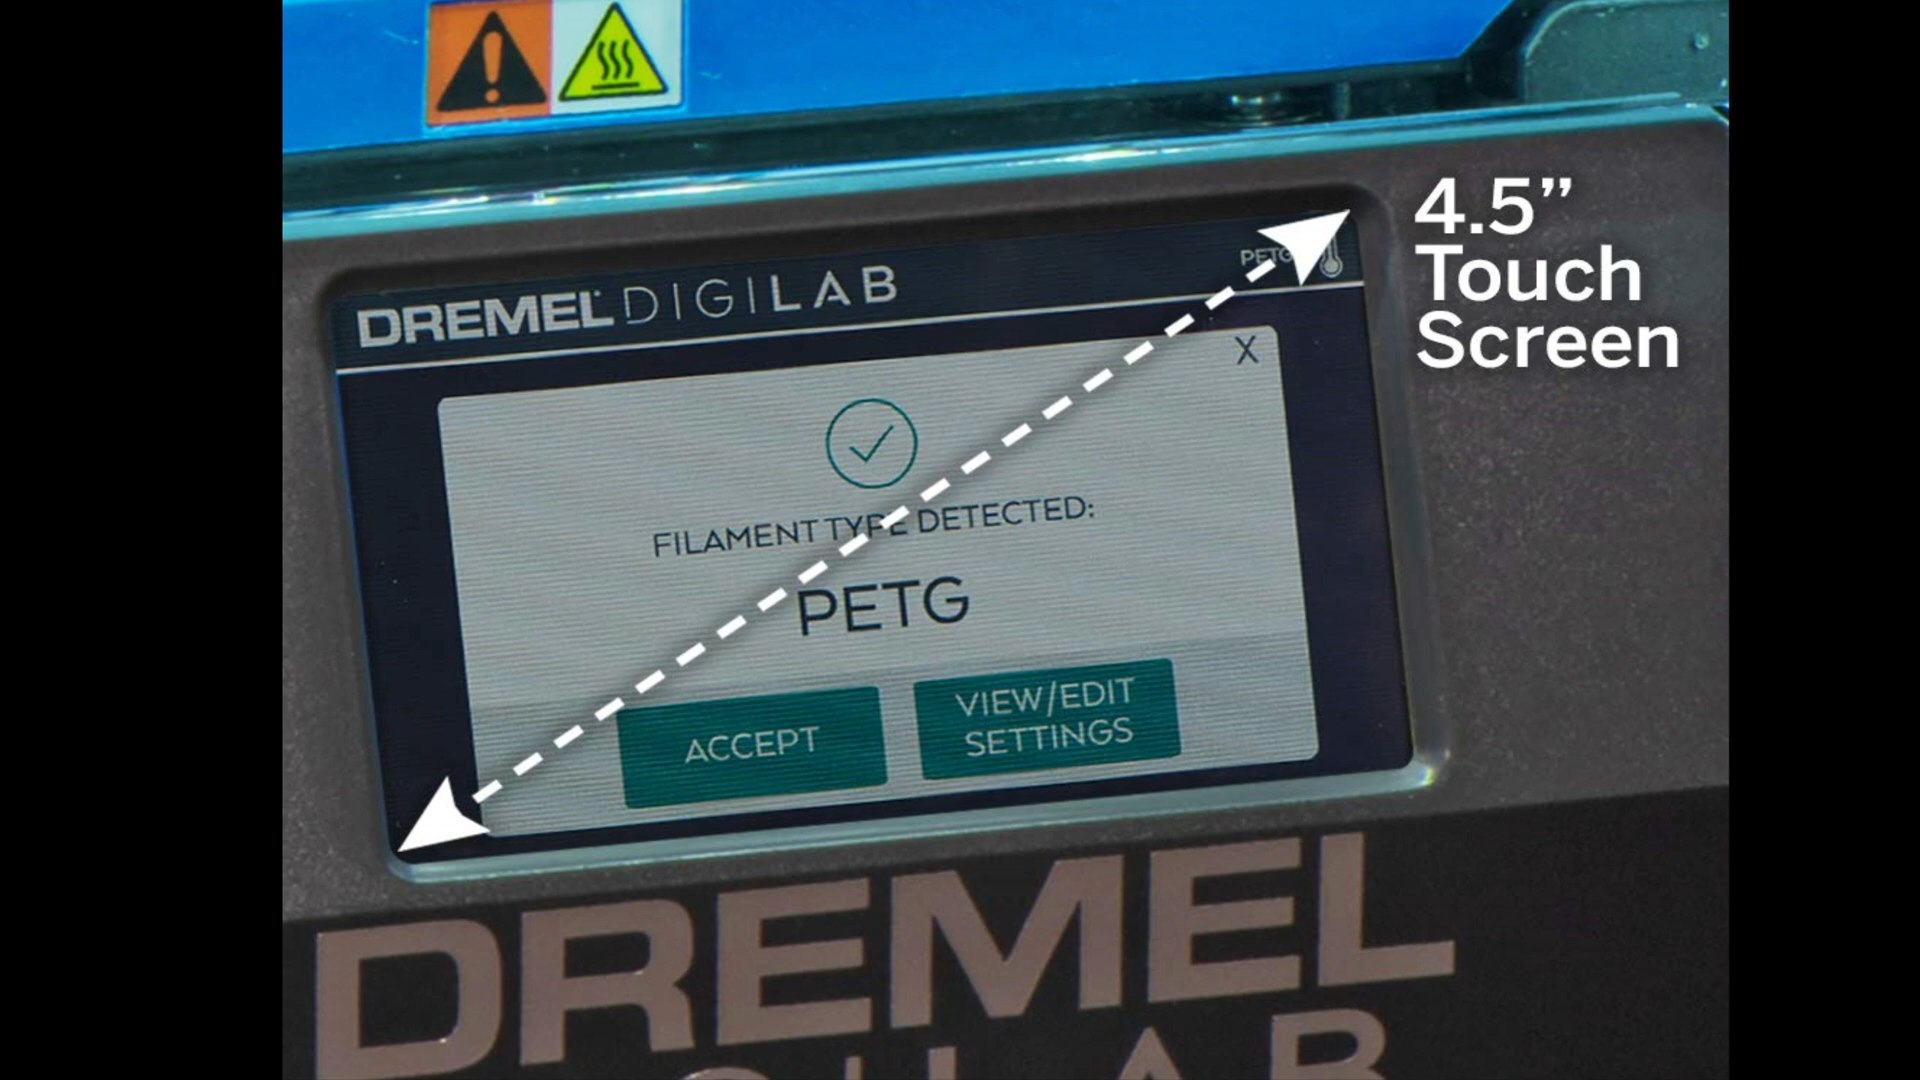 4.5”
Touch
Screen
DREMEL DIGILAB
PETG
X
FILAMENT TYPE DETECTED:
PETG
ACCEPT
VIEW/EDIT
SETTINGS
DREMEL